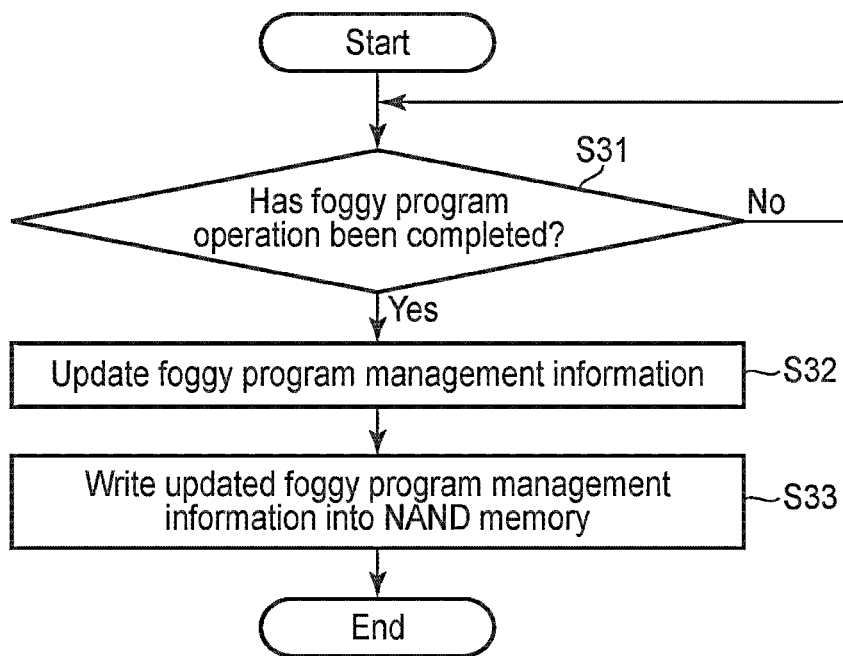 Start
S31
Has foggy program
operation been completed?
No
Yes
Update foggy program management information
S32
Write updated foggy program management
information into NAND memory
S33
End